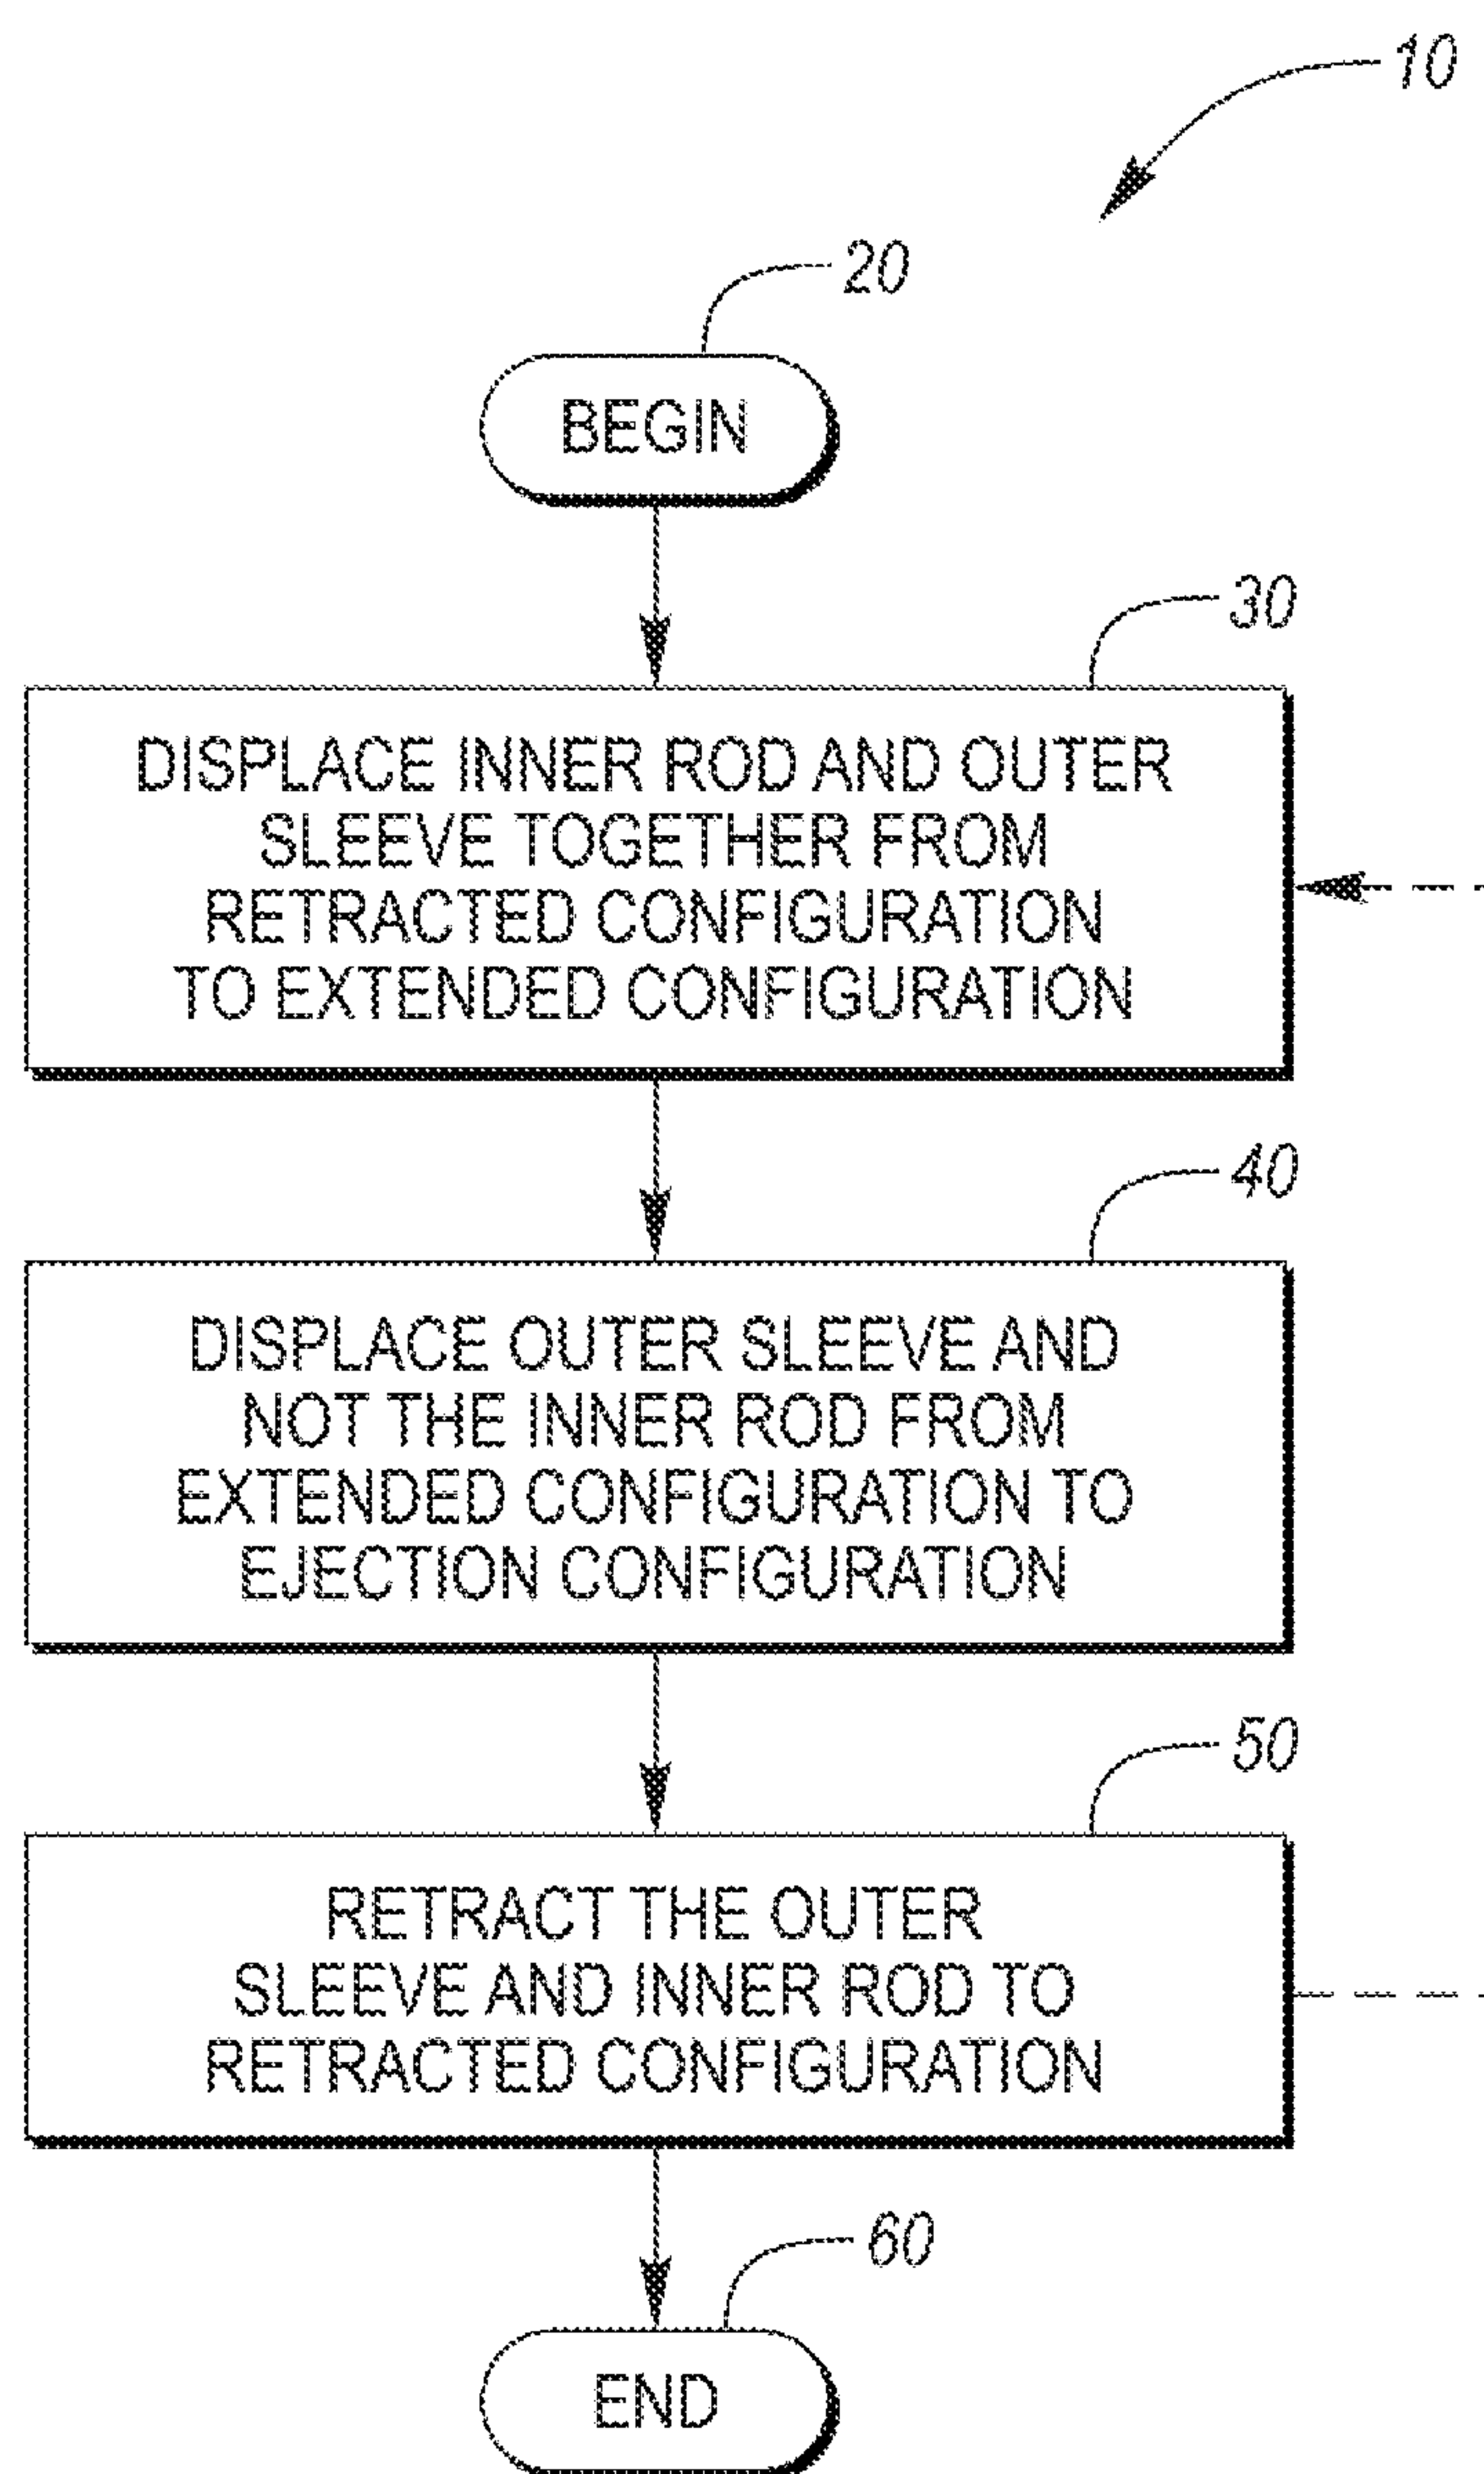 10
20
BEGIN
30
DISPLACE INNER ROD AND OUTER
SLEEVE TOGETHER FROM
RETRACTED CONFIGURATION
TO EXTENDED CONFIGURATION
40
DISPLACE OUTER SLEEVE AND
NOT THE INNER ROD FROM
EXTENDED CONFIGURATION TO
EJECTION CONFIGURATION
50
RETRACT THE OUTER
SLEEVE AND INNER ROD TO
RETRACTED CONFIGURATION
60
END